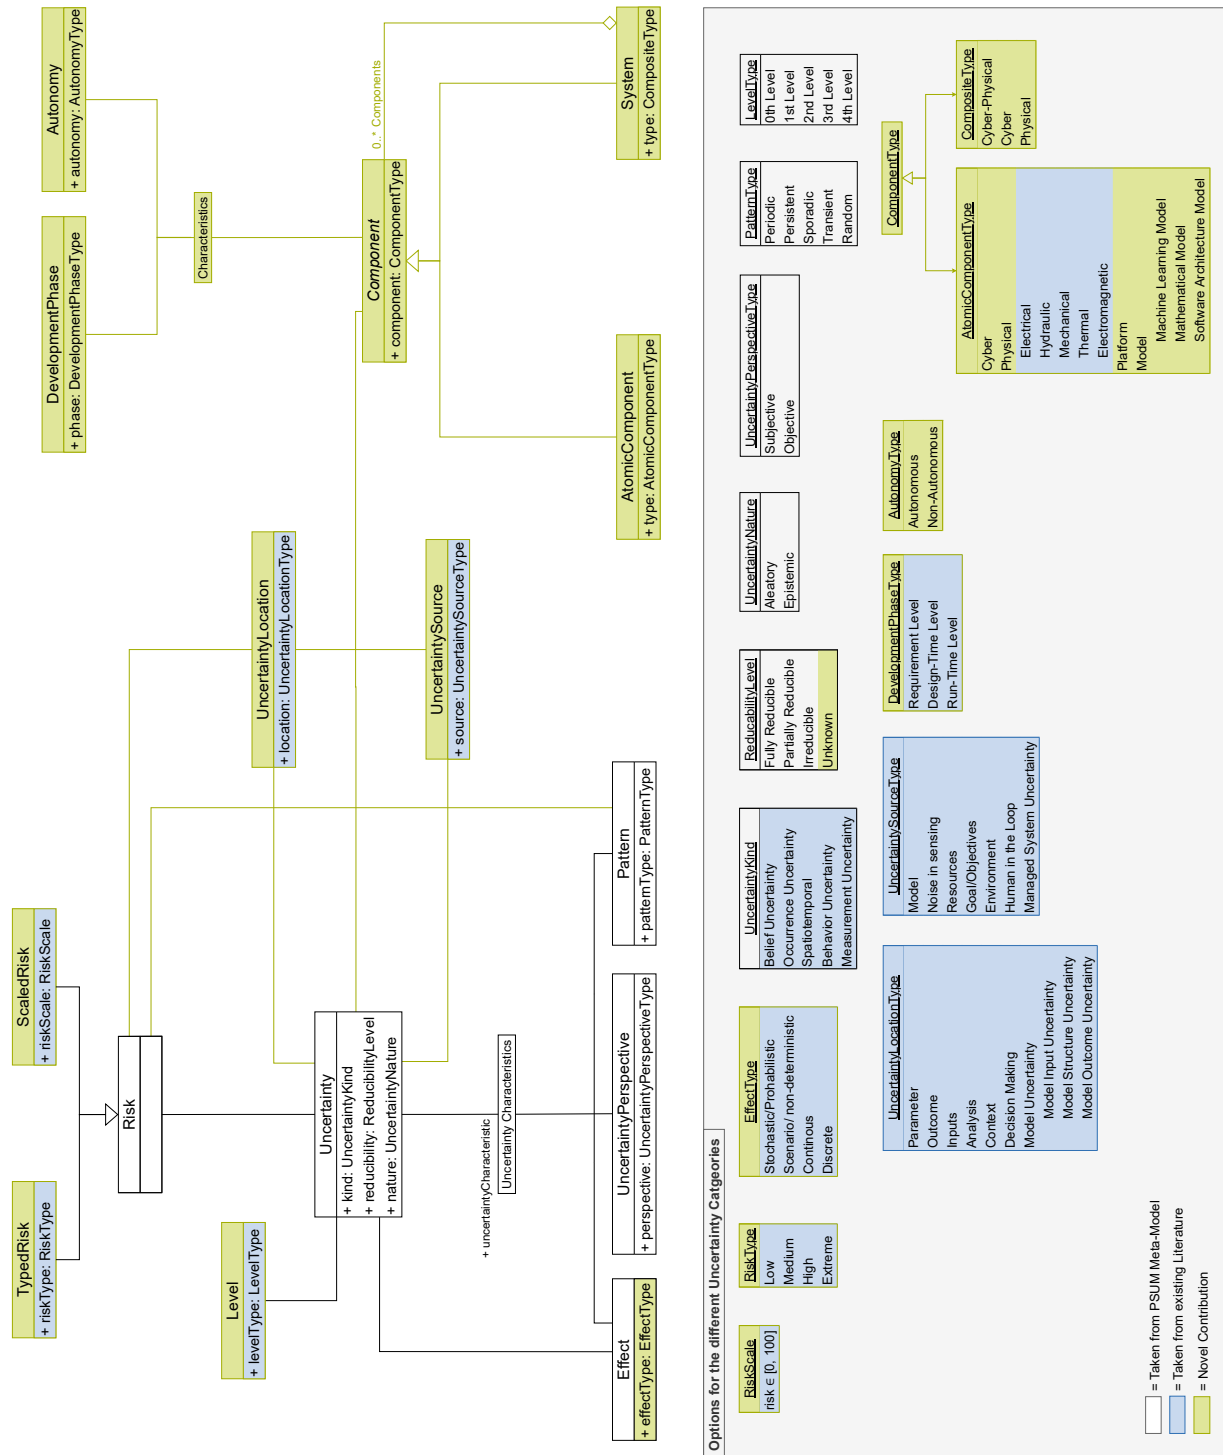 TypedRisk
+ riskType: RiskType
ScaledRisk
+ riskScale: RiskScale
Risk
Level
+ levelType: LevelType
Uncertainty
+ kind: UncertaintyKind
+ reducibility: ReducibilityLevel
+ nature: UncertaintyNature
+ uncertaintyCharacteristic
Uncertainty Characteristics
Effect
+ effectType: EffectType
UncertaintyPerspective
+ perspective: UncertaintyPerspectiveType
Pattern
+ patternType: PatternType
UncertaintyLocation
+ location: UncertaintyLocationType
UncertaintySource
+ source: UncertaintySourceType
DevelopmentPhase
+ phase: DevelopmentPhaseType
Autonomy
+ autonomy: AutonomyType
Characteristics
Component
+ component: ComponentType
0..* Components
AtomicComponent
+ type: AtomicComponentType
System
+ type: CompositeType
Options for the different Uncertainty Catgeories
RiskScale
risk ∈ [0, 100]
RiskType
Low
Medium
High
Extreme
EffectType
Stochastic/Prohabilistic
Scenario/ non-deterministic
Continous
Discrete
UncertaintyKind
Belief Uncertainty
Occurrence Uncertainty
Spatiotemporal
Behavior Uncertainty
Measurement Uncertainty
ReducabilityLevel
Fully Reducible
Partially Reducible
Irreducible
Unknown
UncertaintyNature
Aleatory
Epistemic
UncertaintyPerspectiveType
Subjective
Objective
PatternType
Periodic
Persistent
Sporadic
Transient
Random
LevelType
0th Level
1st Level
2nd Level
3rd Level
4th Level
UncertaintyLocationType
Parameter
Outcome
Inputs
Analysis
Context
Decision Making
Model Uncertainty
Model Input Uncertainty
Model Structure Uncertainty
Model Outcome Uncertainty
UncertaintySourceType
Model
Noise in sensing
Resources
Goal/Objectives
Environment
Human in the Loop
Managed System Uncertainty
DevelopmentPhaseType
Requirement Level
Design-Time Level
Run-Time Level
AutonomyType
Autonomous
Non-Autonomous
ComponentType
AtomicComponentType
Cyber
Physical
Electrical
Hydraulic
Mechanical
Thermal
Electromagnetic
Platform
Model
Machine Learning Model
Mathematical Model
Software Architecture Model
CompositeType
Cyber-Physical
Cyber
Physical
= Taken from PSUM Meta-Model
= Taken from existing Literature
= Novel Contribution